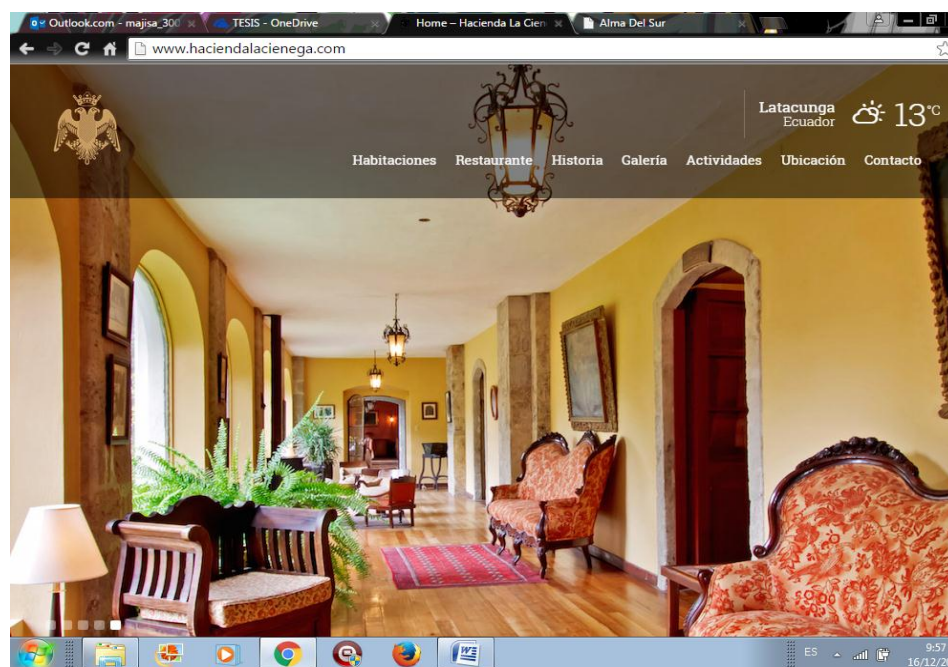 Outlook.com - majisa_300
TESIS - OneDrive
Home – Hacienda La Cien
Alma Del Sur
www.haciendalacienega.com
Latacunga
Ecuador
13°C
Habitaciones Restaurante Historia Galería Actividades Ubicación Contacto
ES
9:57
16/12/2